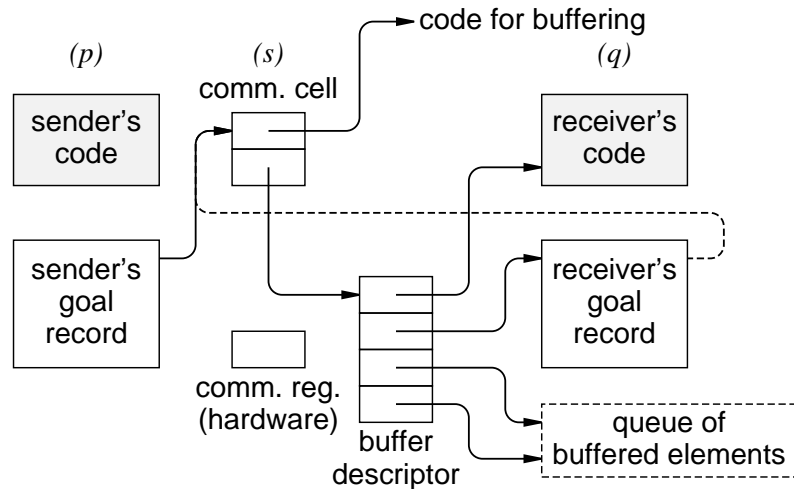 code for buffering
(p)
(s)
(q)
comm. cell
sender's
code
receiver's
code
sender's
goal
record
receiver's
goal
record
comm. reg.
(hardware)
buffer
descriptor
queue of
buffered elements